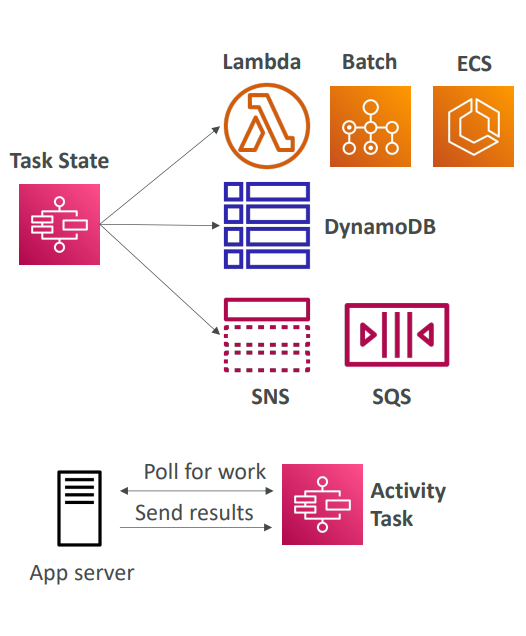 Lambda
Batch
ECS
Task State
DynamoDB
SNS
SQS
Poll for work
Send results
App server
Activity
Task